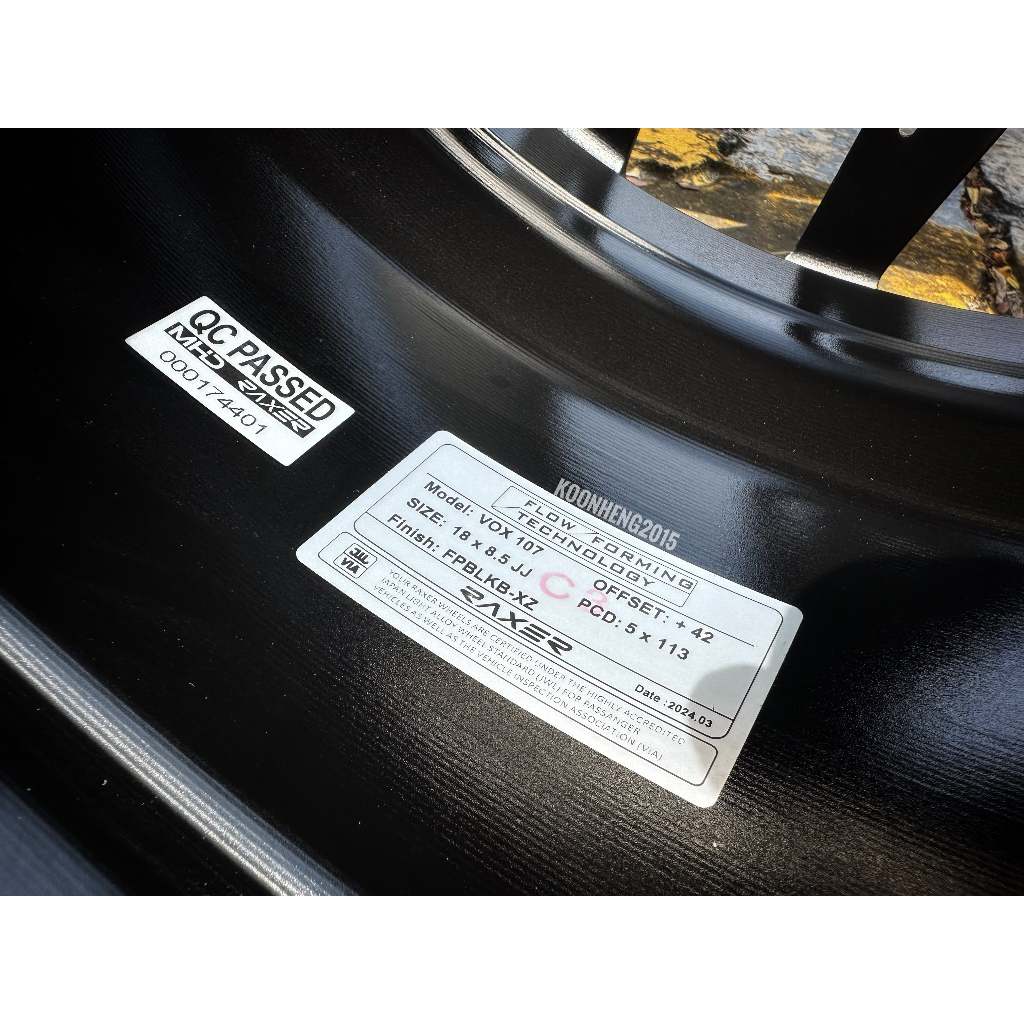 QC PASSED
MHD RAXER
000174401
KOONHENG2015
FLOW FORMING
TECHNOLOGY
Model: VOX 107
OFFSET: + 42
SIZE: 18 x 8.5 JJ
PCD: 5 x 113
C 3
Finish: FPBLKB-XZ
RAXER
Date :2024.03
JWL
VIA
YOUR RAXER WHEELS ARE CERTIFIED UNDER THE HIGHLY ACCREDITED
JAPAN LIGHT ALLOY WHEEL STANDARD (JWL) FOR PASSANGER
VEHICLES AS WELL AS THE VEHICLE INSPECTION ASSOCIATION (VIA)